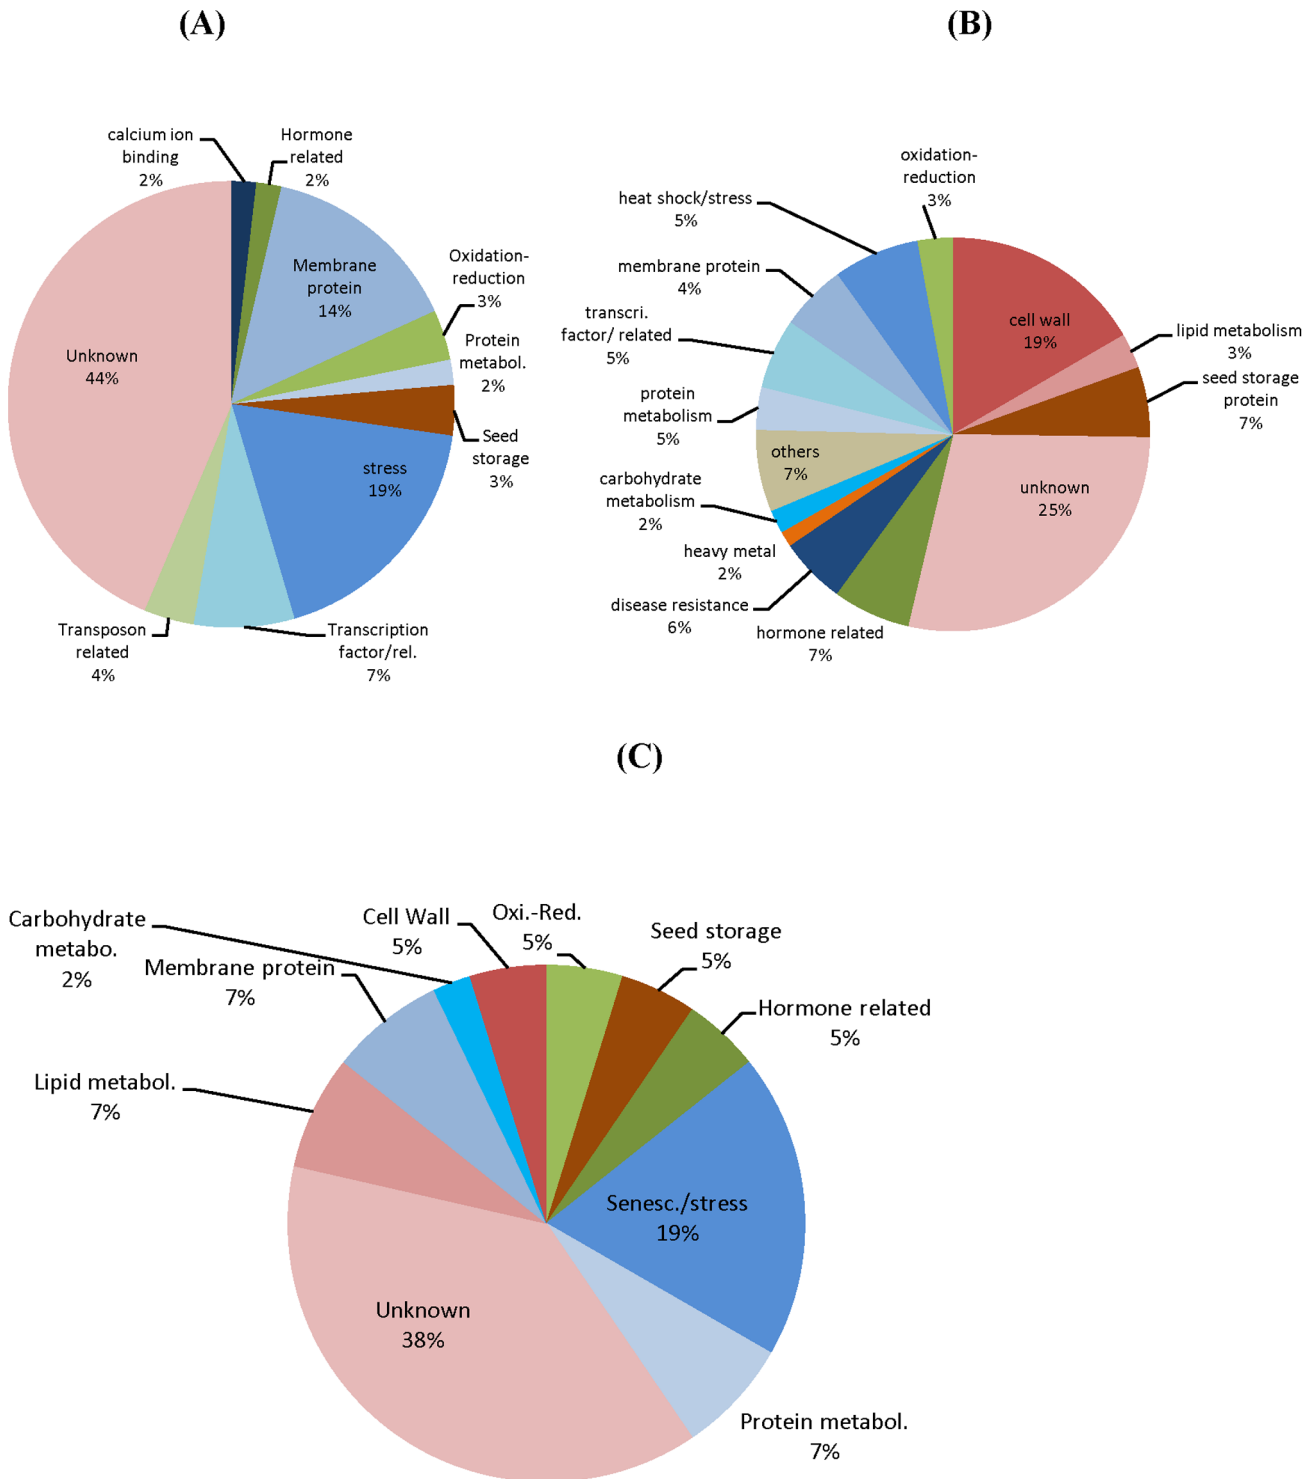 (A)
calcium ion
binding
2%
Hormone
related
2%
Membrane
protein
14%
Oxidation-
reduction
3%
Protein
metabol.
2%
Seed
storage
3%
stress
19%
Transcription
factor/rel.
7%
Transposon
related
4%
Unknown
44%
(B)
oxidation-
reduction
3%
heat shock/stress
5%
membrane protein
4%
transcri.
factor/ related
5%
protein
metabolism
5%
others
7%
carbohydrate
metabolism
2%
heavy metal
2%
disease resistance
6%
hormone related
7%
unknown
25%
seed storage
protein
7%
lipid metabolism
3%
cell wall
19%
(C)
Carbohydrate
metabo.
2%
Cell Wall
5%
Oxi.-Red.
5%
Seed storage
5%
Hormone related
5%
Membrane protein
7%
Lipid metabol.
7%
Senesc./stress
19%
Unknown
38%
Protein metabol.
7%